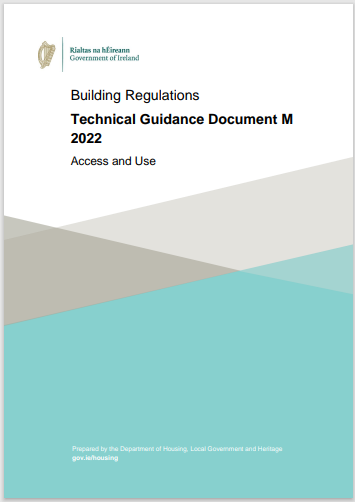 Rialtas na hÉireann
Government of Ireland
Building Regulations
Technical Guidance Document M
2022
Access and Use
Prepared by the Department of Housing, Local Government and Heritage
gov.ie/housing